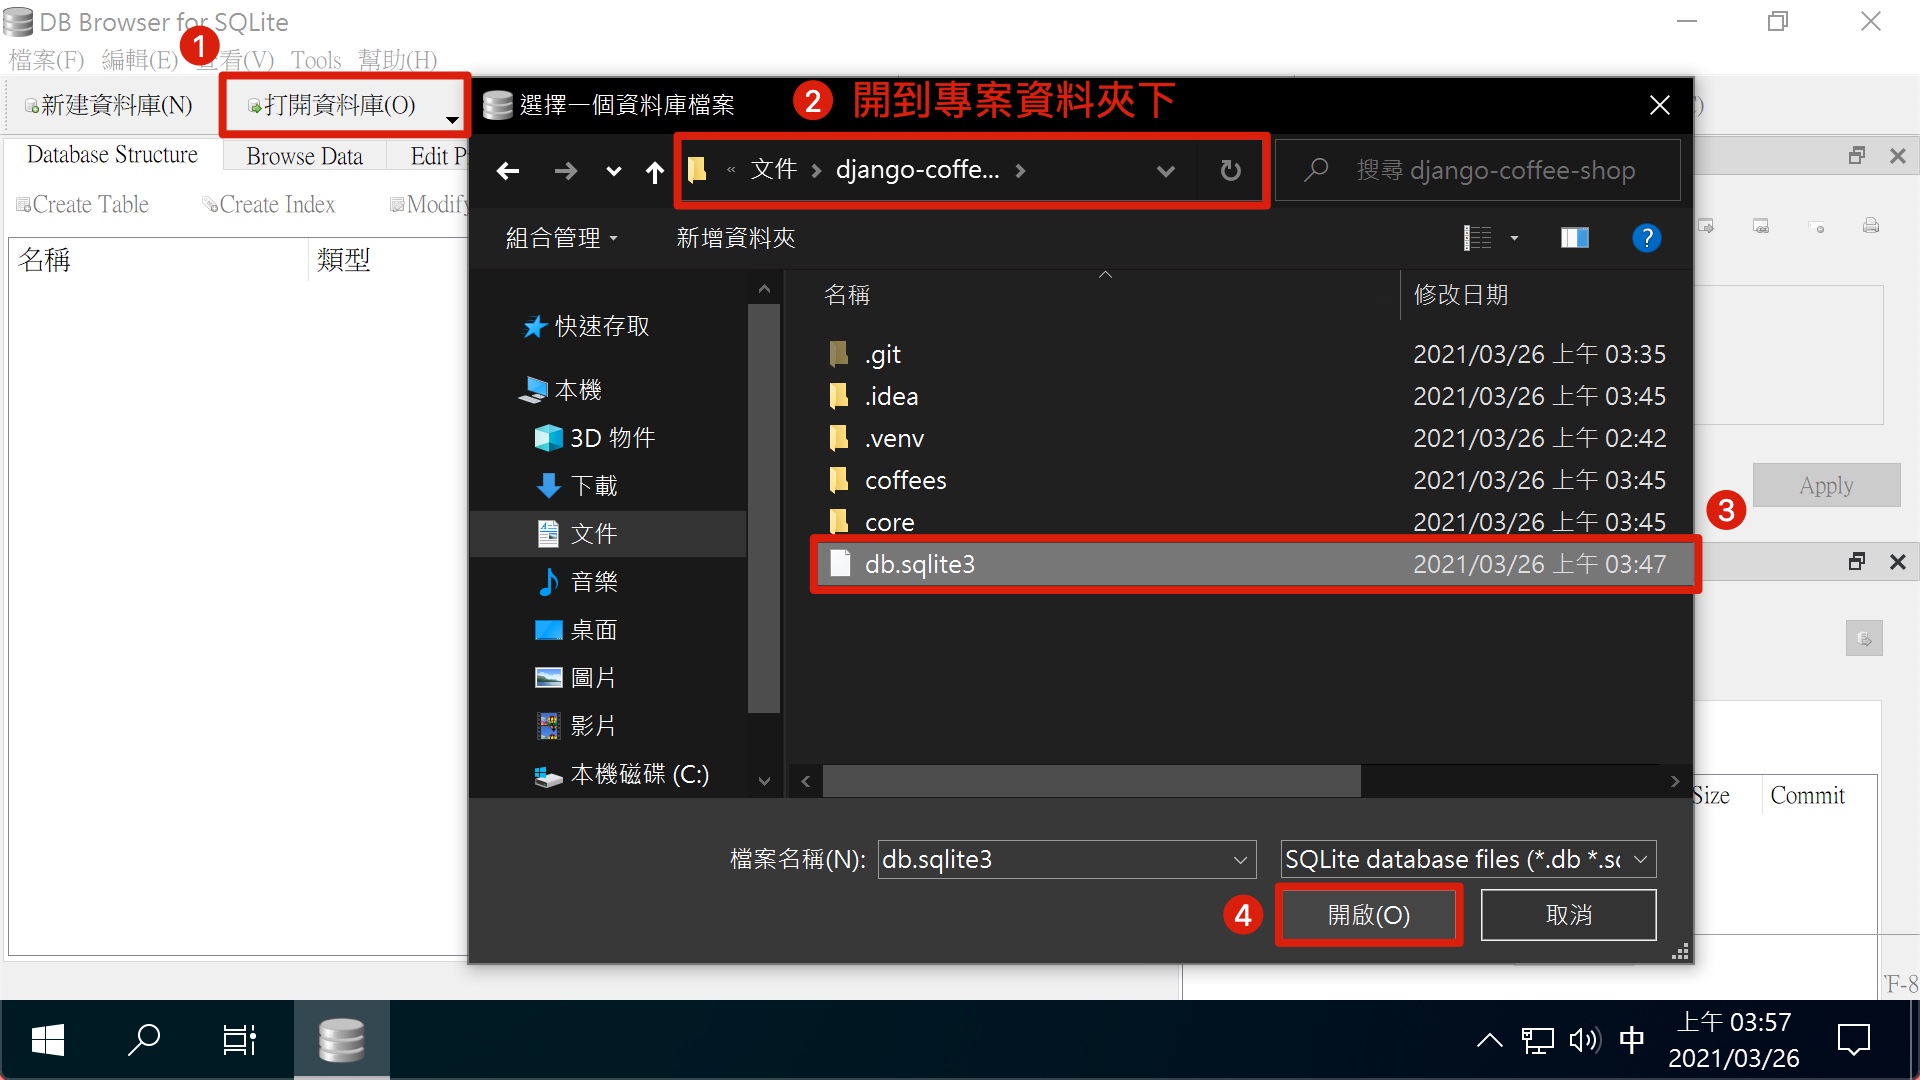 DB Browser for SQLite
檔案(F) 編輯(E) 查看(V) Tools 幫助(H)
1
新建資料庫(N) 打開資料庫(O)
選擇一個資料庫檔案
2 開到專案資料夾下
Database Structure Browse Data Edit P
« 文件 > django-coffe... >
搜尋 django-coffee-shop
Create Table Create Index Modify
組合管理 新增資料夾
?
名稱 類型
名稱 修改日期
快速存取
本機
3D 物件
下載
文件
音樂
桌面
圖片
影片
本機磁碟 (C:)
.git 2021/03/26 上午 03:35
.idea 2021/03/26 上午 03:45
.venv 2021/03/26 上午 02:42
coffees 2021/03/26 上午 03:45
core 2021/03/26 上午 03:45
db.sqlite3 2021/03/26 上午 03:47
Apply
3
Size Commit
檔案名稱(N): db.sqlite3 SQLite database files (*.db *.sc
4 開啟(O) 取消
F-8
中
上午 03:57
2021/03/26